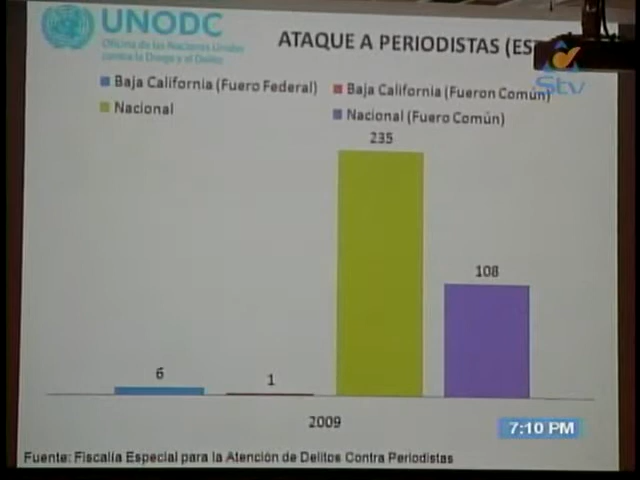 UNODC
Oficina de las Naciones Unidas
contra la Droga y el Delito
ATAQUE A PERIODISTAS (ES
stv
Baja California (Fuero Federal)
Baja California (Fueron Común)
Nacional
Nacional (Fuero Común)
235
108
6
1
2009
7:10 PM
Fuente: Fiscalía Especial para la Atención de Delitos Contra Periodistas